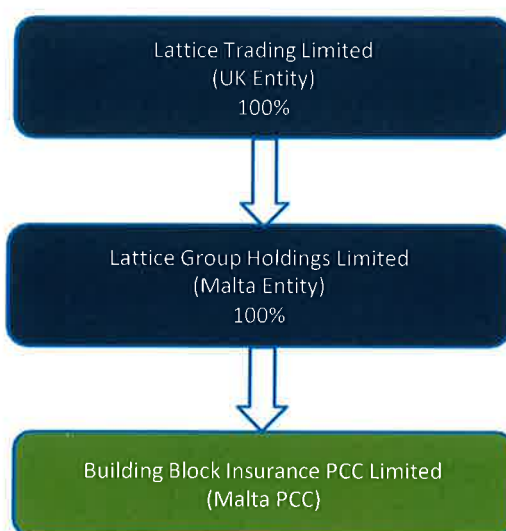 Lattice Trading Limited
(UK Entity)
100%
Lattice Group Holdings Limited
(Malta Entity)
100%
Building Block Insurance PCC Limited
(Malta PCC)